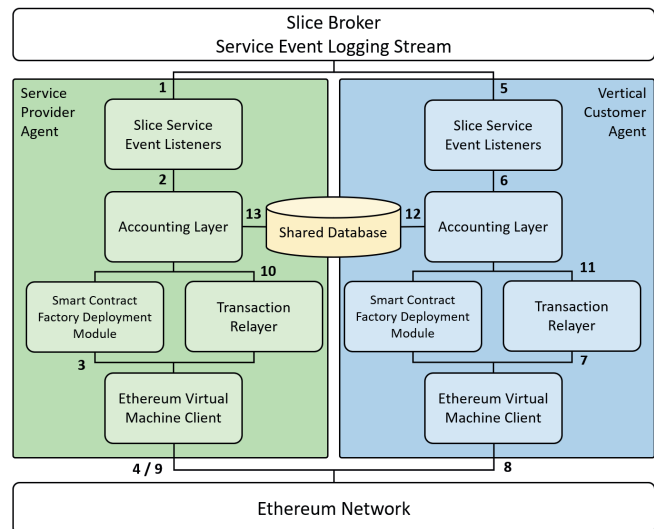 Slice Broker
Service Event Logging Stream
1
5
Service
Provider
Agent
Vertical
Customer
Agent
Slice Service
Event Listeners
Slice Service
Event Listeners
2
6
Accounting Layer
13
Shared Database
12
Accounting Layer
10
11
Smart Contract
Factory Deployment
Module
Transaction
Relayer
Smart Contract
Factory Deployment
Module
Transaction
Relayer
3
7
Ethereum Virtual
Machine Client
Ethereum Virtual
Machine Client
4 / 9
8
Ethereum Network